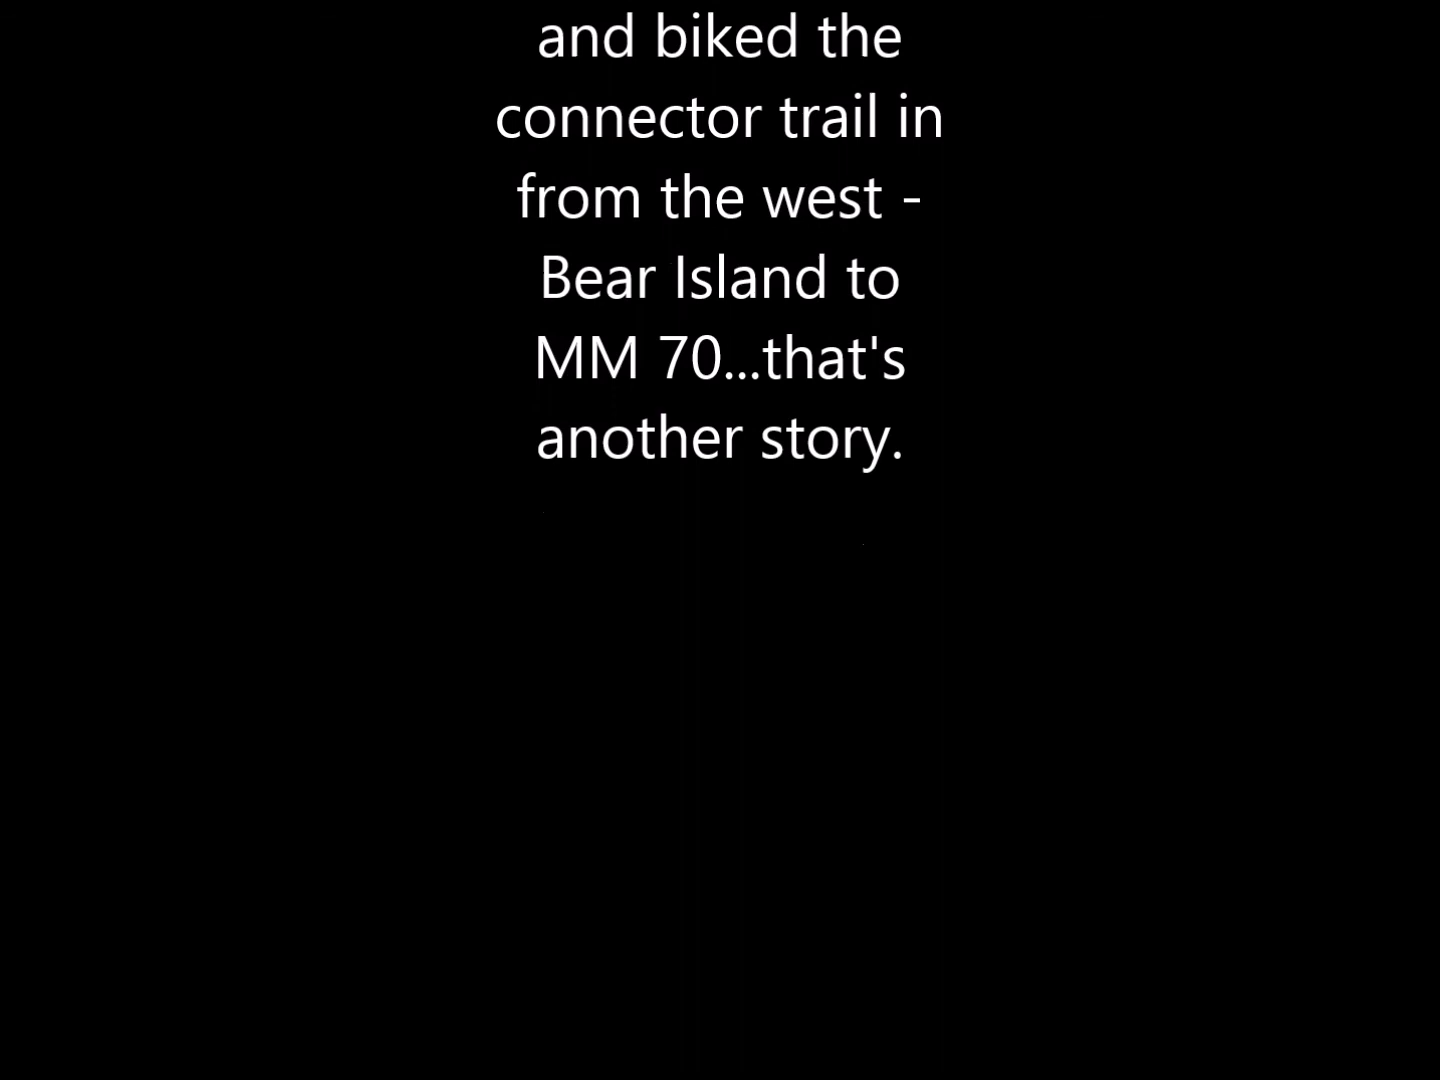 and biked the
connector trail in
from the west -
Bear Island to
MM 70...that's
another story.